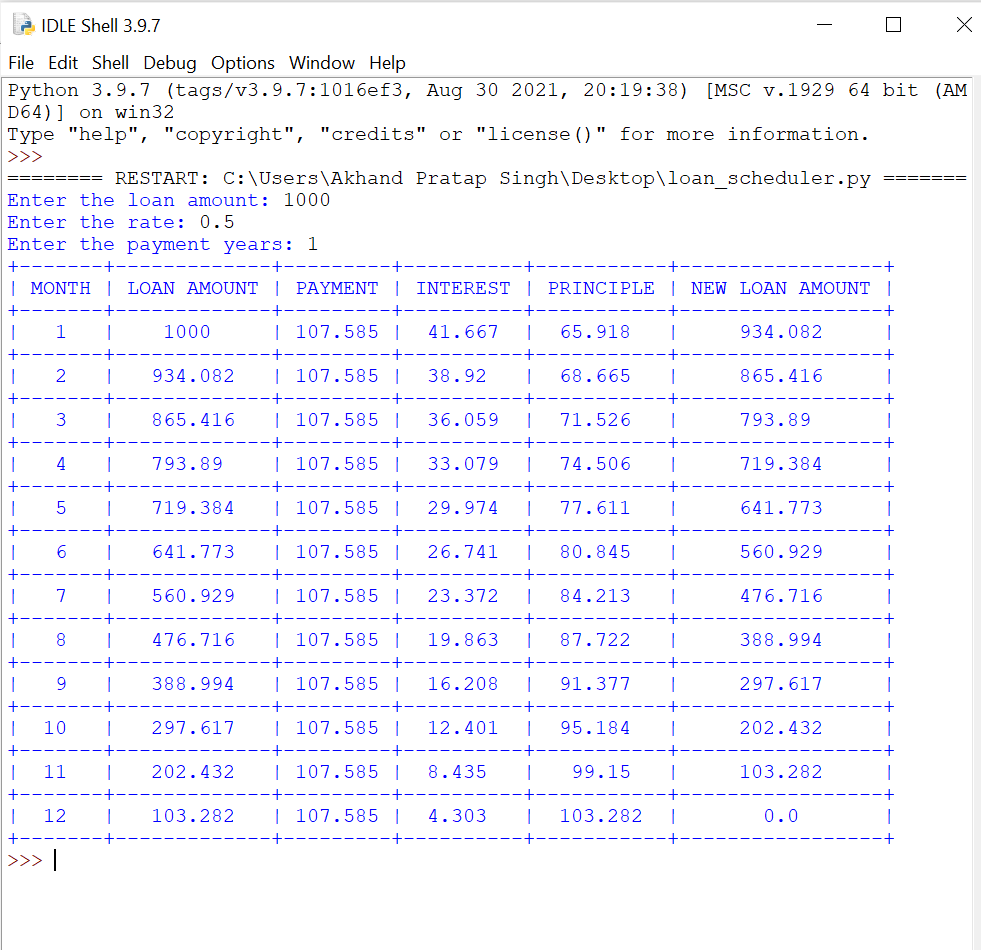 IDLE Shell 3.9.7
File Edit Shell Debug Options Window Help
Python 3.9.7 (tags/v3.9.7:1016ef3, Aug 30 2021, 20:19:38) [MSC v.1929 64 bit (AM
D64)] on win32
Type "help", "copyright", "credits" or "license()" for more information.
>>>
======== RESTART: C:\Users\Akhand Pratap Singh\Desktop\loan_scheduler.py =======
Enter the loan amount: 1000
Enter the rate: 0.5
Enter the payment years: 1
+-------+-------------+---------+----------+-----------+-----------------+
| MONTH | LOAN AMOUNT | PAYMENT | INTEREST | PRINCIPLE | NEW LOAN AMOUNT |
+-------+-------------+---------+----------+-----------+-----------------+
|   1   |    1000     | 107.585 |  41.667  |  65.918   |     934.082     |
+-------+-------------+---------+----------+-----------+-----------------+
|   2   |   934.082   | 107.585 |  38.92   |  68.665   |     865.416     |
+-------+-------------+---------+----------+-----------+-----------------+
|   3   |   865.416   | 107.585 |  36.059  |  71.526   |     793.89      |
+-------+-------------+---------+----------+-----------+-----------------+
|   4   |   793.89    | 107.585 |  33.079  |  74.506   |     719.384     |
+-------+-------------+---------+----------+-----------+-----------------+
|   5   |   719.384   | 107.585 |  29.974  |  77.611   |     641.773     |
+-------+-------------+---------+----------+-----------+-----------------+
|   6   |   641.773   | 107.585 |  26.741  |  80.845   |     560.929     |
+-------+-------------+---------+----------+-----------+-----------------+
|   7   |   560.929   | 107.585 |  23.372  |  84.213   |     476.716     |
+-------+-------------+---------+----------+-----------+-----------------+
|   8   |   476.716   | 107.585 |  19.863  |  87.722   |     388.994     |
+-------+-------------+---------+----------+-----------+-----------------+
|   9   |   388.994   | 107.585 |  16.208  |  91.377   |     297.617     |
+-------+-------------+---------+----------+-----------+-----------------+
|  10   |   297.617   | 107.585 |  12.401  |  95.184   |     202.432     |
+-------+-------------+---------+----------+-----------+-----------------+
|  11   |   202.432   | 107.585 |  8.435   |   99.15   |     103.282     |
+-------+-------------+---------+----------+-----------+-----------------+
|  12   |   103.282   | 107.585 |  4.303   |  103.282  |       0.0       |
+-------+-------------+---------+----------+-----------+-----------------+
>>>